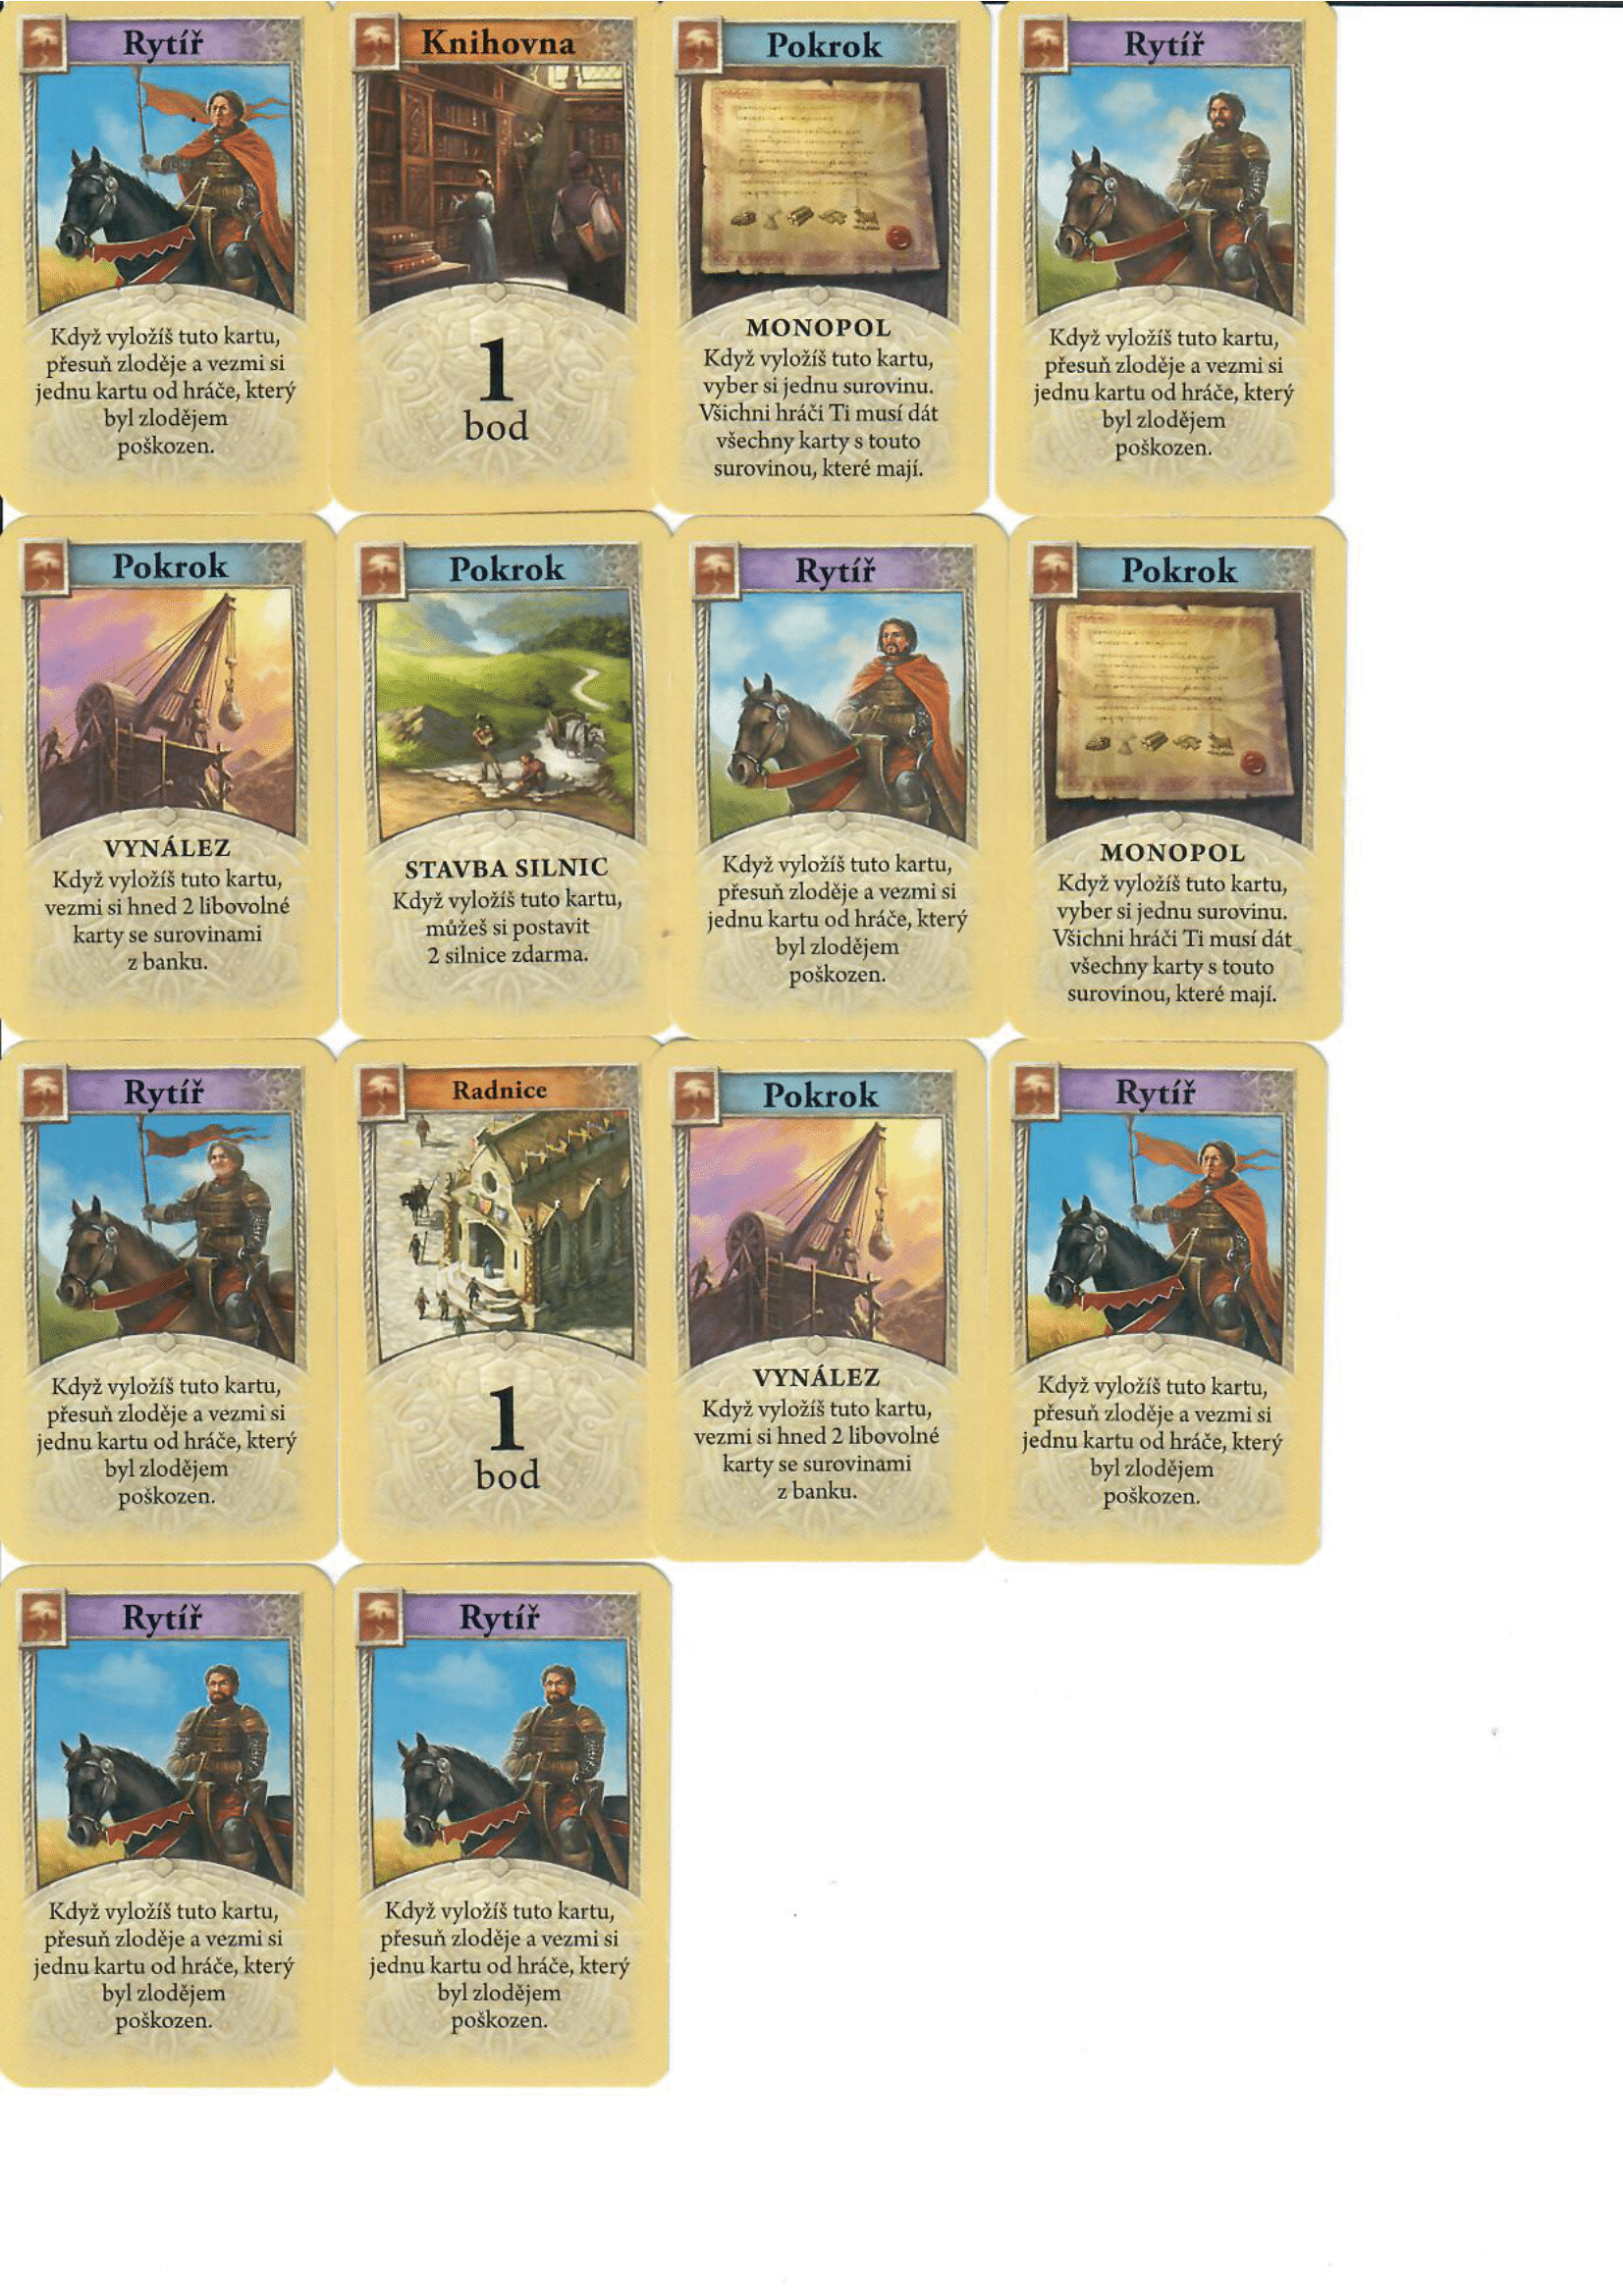 Rytíř
Když vyložíš tuto kartu,
přesuň zloděje a vezmi si
jednu kartu od hráče, který
byl zlodějem
poškozen.
Knihovna
1
bod
Pokrok
MONOPOL
Když vyložíš tuto kartu,
vyber si jednu surovinu.
Všichni hráči Ti musí dát
všechny karty s touto
surovinou, které mají.
Rytíř
Když vyložíš tuto kartu,
přesuň zloděje a vezmi si
jednu kartu od hráče, který
byl zlodějem
poškozen.
Pokrok
VYNÁLEZ
Když vyložíš tuto kartu,
vezmi si hned 2 libovolné
karty se surovinami
z banku.
Pokrok
STAVBA SILNIC
Když vyložíš tuto kartu,
můžeš si postavit
2 silnice zdarma.
Rytíř
Když vyložíš tuto kartu,
přesuň zloděje a vezmi si
jednu kartu od hráče, který
byl zlodějem
poškozen.
Pokrok
MONOPOL
Když vyložíš tuto kartu,
vyber si jednu surovinu.
Všichni hráči Ti musí dát
všechny karty s touto
surovinou, které mají.
Rytíř
Když vyložíš tuto kartu,
přesuň zloděje a vezmi si
jednu kartu od hráče, který
byl zlodějem
poškozen.
Radnice
1
bod
Pokrok
VYNÁLEZ
Když vyložíš tuto kartu,
vezmi si hned 2 libovolné
karty se surovinami
z banku.
Rytíř
Když vyložíš tuto kartu,
přesuň zloděje a vezmi si
jednu kartu od hráče, který
byl zlodějem
poškozen.
Rytíř
Když vyložíš tuto kartu,
přesuň zloděje a vezmi si
jednu kartu od hráče, který
byl zlodějem
poškozen.
Rytíř
Když vyložíš tuto kartu,
přesuň zloděje a vezmi si
jednu kartu od hráče, který
byl zlodějem
poškozen.